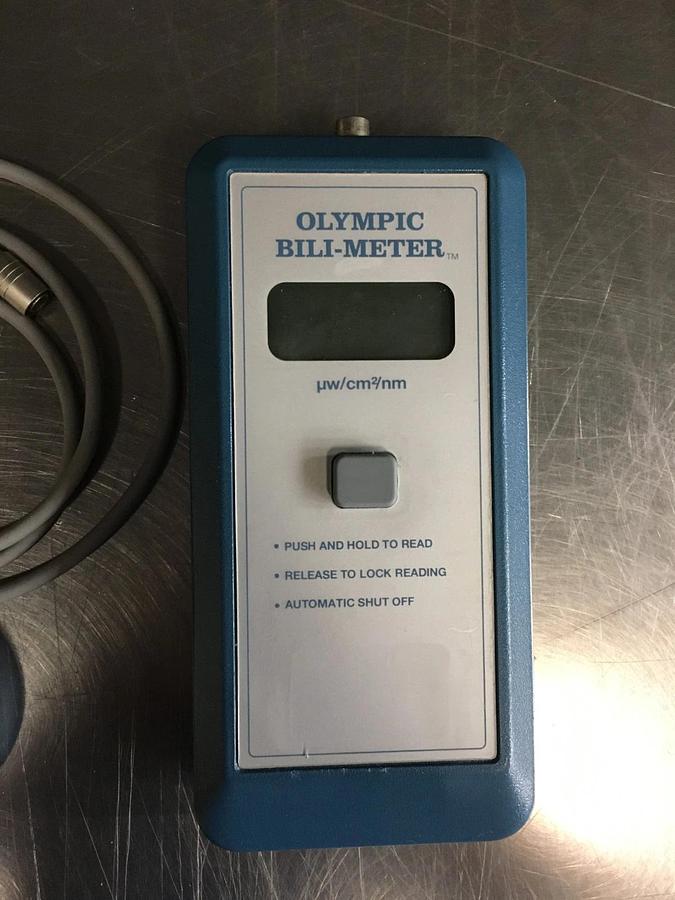 OLYMPIC
BILI-METER™
µw/cm²/nm
• PUSH AND HOLD TO READ
• RELEASE TO LOCK READING
• AUTOMATIC SHUT OFF